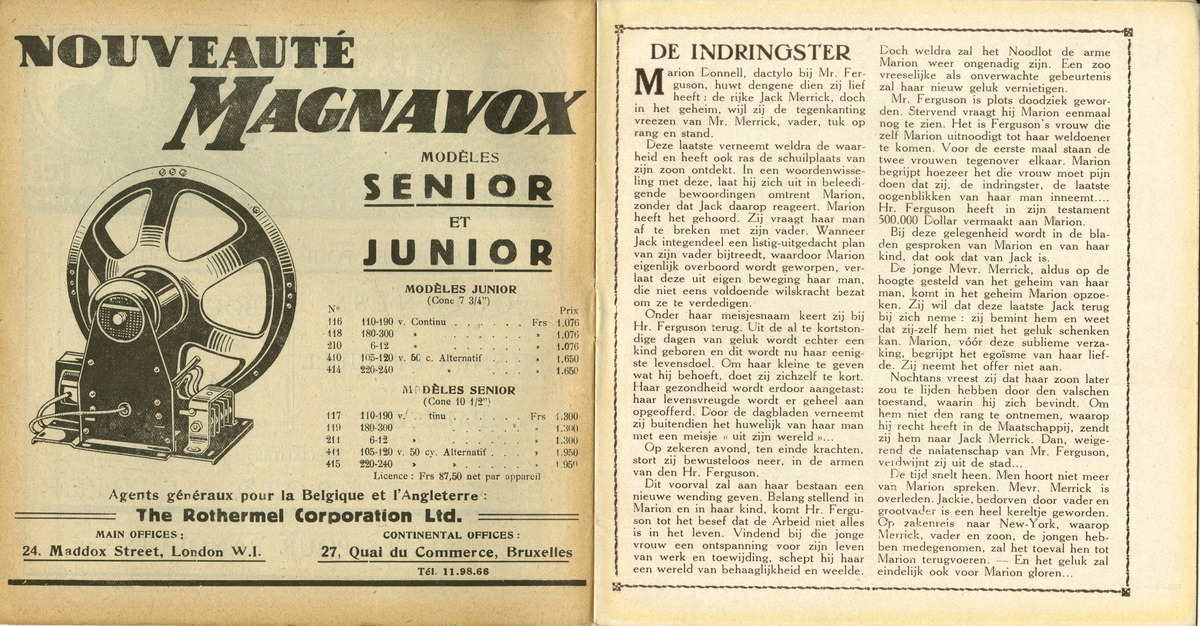 NOUVEAUTÉ
MAGNAVOX
MODÈLES
SENIOR
ET
JUNIOR
MODÈLES JUNIOR
(Cone 7 3/4")
N° Prix
116 110-190 v. Continu . . . . . . Frs 1.076
118 180-300 » . . . . . . » 1.076
210 6-12 » . . . . . . » 1.076
410 105-120 v. 50 c. Alternatif . . . . » 1.650
414 220-240 » . . . . » 1.650
MODÈLES SENIOR
(Cone 10 1/2")
117 110-190 v. tinu . . . . . . Frs 1.300
119 180-300 . . . . . . » 1.300
211 6-12 » . . . . . . » 1.300
411 105-120 v. 50 cy. Alternatif . . . . » 1.950
415 220-240 » » . . . . » 1.950
Licence : Frs 87,50 net par appareil
Agents généraux pour la Belgique et l'Angleterre :
The Rothermel Corporation Ltd.
MAIN OFFICES :
24. Maddox Street, London W.I.
CONTINENTAL OFFICES :
27, Quai du Commerce, Bruxelles
Tél. 11.98.66
DE INDRINGSTER
Marion Donnell, dactylo bij Mr. Fer-
guson, huwt dengene dien zij lief
heeft : de rijke Jack Merrick, doch
in het geheim, wijl zij de tegenkanting
vreezen van Mr. Merrick, vader, tuk op
rang en stand.
Deze laatste verneemt weldra de waar-
heid en heeft ook ras de schuilplaats van
zijn zoon ontdekt. In een woordenwisse-
ling met deze, laat hij zich uit in beleedi-
gende bewoordingen omtrent Marion,
zonder dat Jack daarop reageert. Marion
heeft het gehoord. Zij vraagt haar man
af te breken met zijn vader. Wanneer
Jack integendeel een listig-uitgedacht plan
van zijn vader bijtreedt, waardoor Marion
eigenlijk overboord wordt geworpen, ver-
laat deze uit eigen beweging haar man,
die niet eens voldoende wilskracht bezat
om ze te verdedigen.
Onder haar meisjesnaam keert zij bij
Hr. Ferguson terug. Uit de al te kortston-
dige dagen van geluk wordt echter een
kind geboren en dit wordt nu haar eenig-
ste levensdoel. Om haar kleine te geven
wat hij behoeft, doet zij zichzelf te kort.
Haar gezondheid wordt erdoor aangetast:
haar levensvreugde wordt er geheel aan
opgeofferd. Door de dagbladen verneemt
zij buitendien het huwelijk van haar man
met een meisje « uit zijn wereld »...
Op zekeren avond, ten einde krachten,
stort zij bewusteloos neer, in de armen
van den Hr. Ferguson.
Dit voorval zal aan haar bestaan een
nieuwe wending geven. Belang stellend in
Marion en in haar kind, komt Hr. Fergu-
son tot het besef dat de Arbeid niet alles
is in het leven. Vindend bij die jonge
vrouw een ontspanning voor zijn leven
van werk en toewijding, schept hij haar
een wereld van behaaglijkheid en weelde.
Doch weldra zal het Noodlot de arme
Marion weer ongenadig zijn. Een zoo
vreeselijke als onverwachte gebeurtenis
zal haar nieuw geluk vernietigen.
Mr. Ferguson is plots doodziek gewor-
den. Stervend vraagt hij Marion eenmaal
nog te zien. Het is Ferguson's vrouw die
zelf Marion uitnoodigt tot haar weldoener
te komen. Voor de eerste maal staan de
twee vrouwen tegenover elkaar. Marion
begrijpt hoezeer het die vrouw moet pijn
doen dat zij, de indringster, de laatste
oogenblikken van haar man inneemt....
Hr. Ferguson heeft in zijn testament
500.000 Dollar vermaakt aan Marion.
Bij deze gelegenheid wordt in de bla-
den gesproken van Marion en van haar
kind, dat ook dat van Jack is.
De jonge Mevr. Merrick, aldus op de
hoogte gesteld van het geheim van haar
man, komt in het geheim Marion opzoe-
ken. Zij wil dat deze laatste Jack terug
bij zich neme : zij bemint hem en weet
dat zij-zelf hem niet het geluk schenken
kan. Marion, vóór deze sublieme verza-
king, begrijpt het egoïsme van haar lief-
de. Zij neemt het offer niet aan.
Nochtans vreest zij dat haar zoon later
zou te lijden hebben door den valschen
toestand, waarin hij zich bevindt. Om
hem niet den rang te ontnemen, waarop
hij recht heeft in de Maatschappij, zendt
zij hem naar Jack Merrick. Dan, weige-
rend de naiatenschap van Mr. Ferguson,
verdwijnt zij uit de stad...
De tijd snelt heen. Men hoort niet meer
van Marion spreken. Mevr. Merrick is
overleden. Jackie, bedorven door vader en
grootvader is een heel kereltje geworden.
Op zakenreis naar New-York, waarop
Merrick, vader en zoon, de jongen heb-
ben medegenomen, zal het toeval hen tot
Marion terugvoeren. — En het geluk zal
eindelijk ook voor Marion gloren...